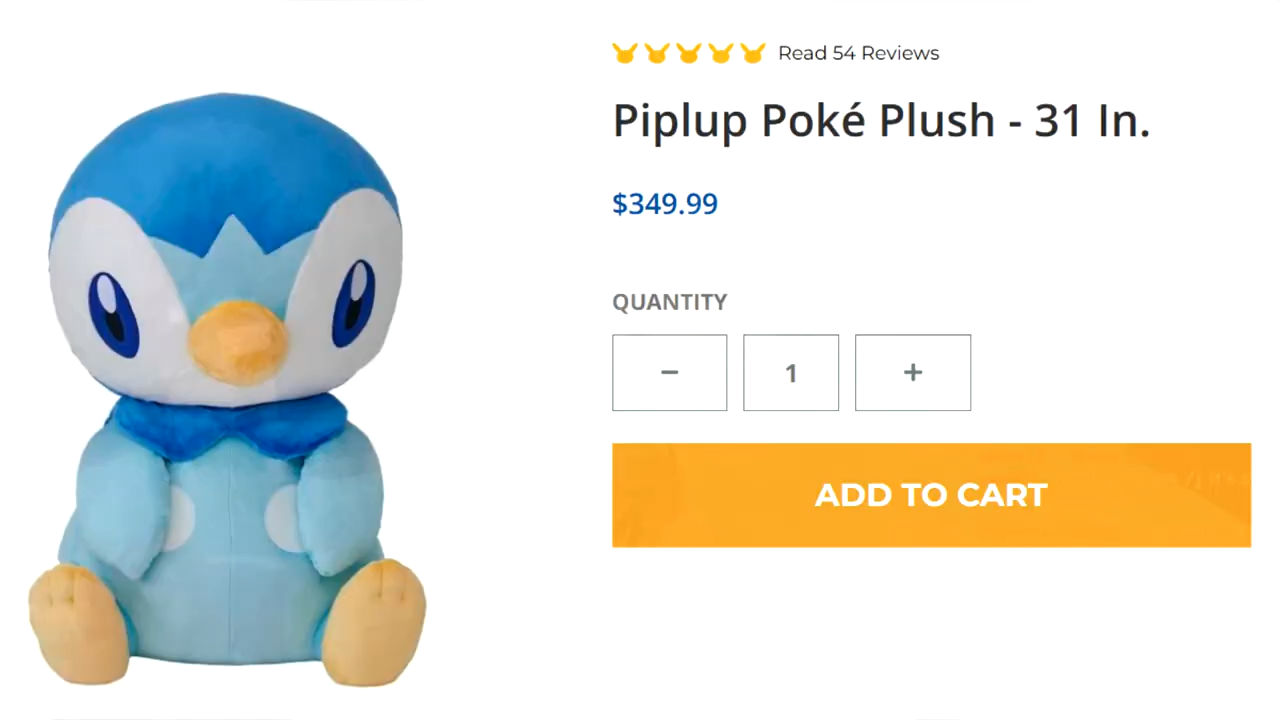 Read 54 Reviews
Piplup Poké Plush - 31 In.
$349.99
QUANTITY
− 1 +
ADD TO CART